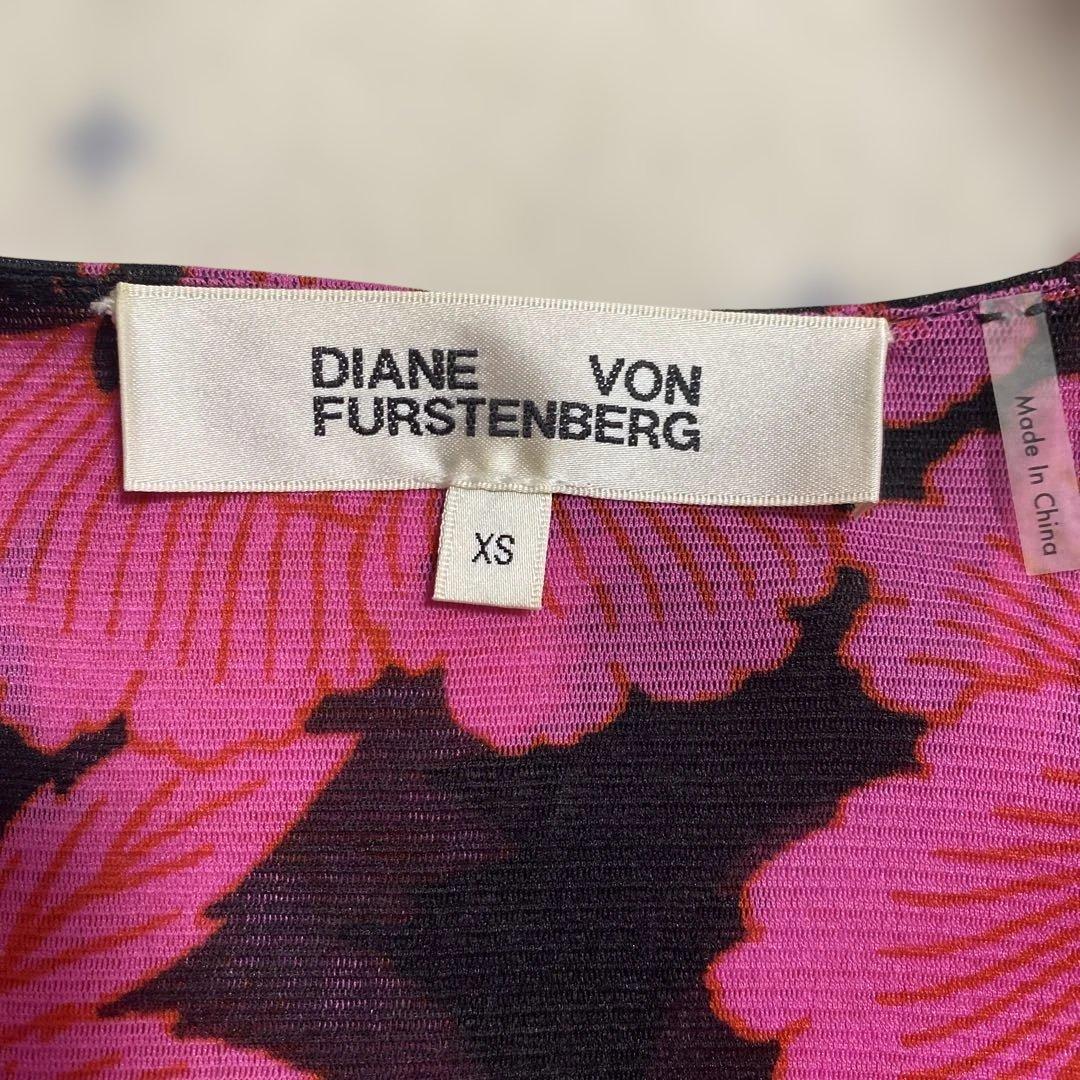 DIANE VON
FURSTENBERG
XS
Made In China